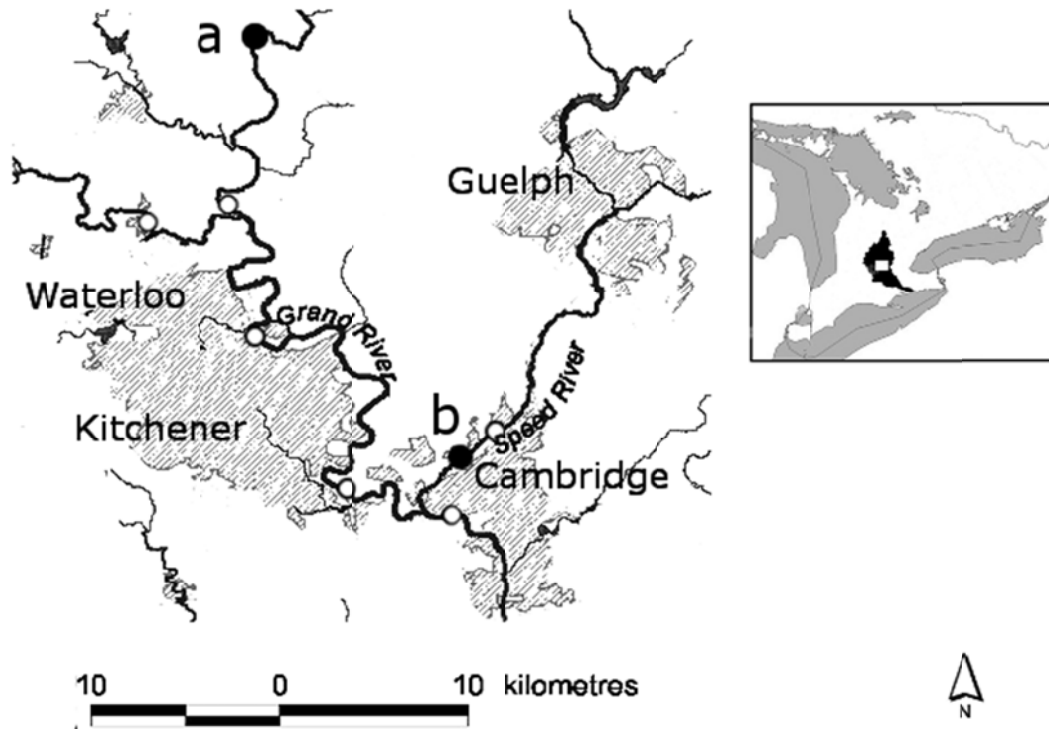 a
Guelph
Waterloo
Grand River
Kitchener
b
Speed River
Cambridge
10 0 10 kilometres
N